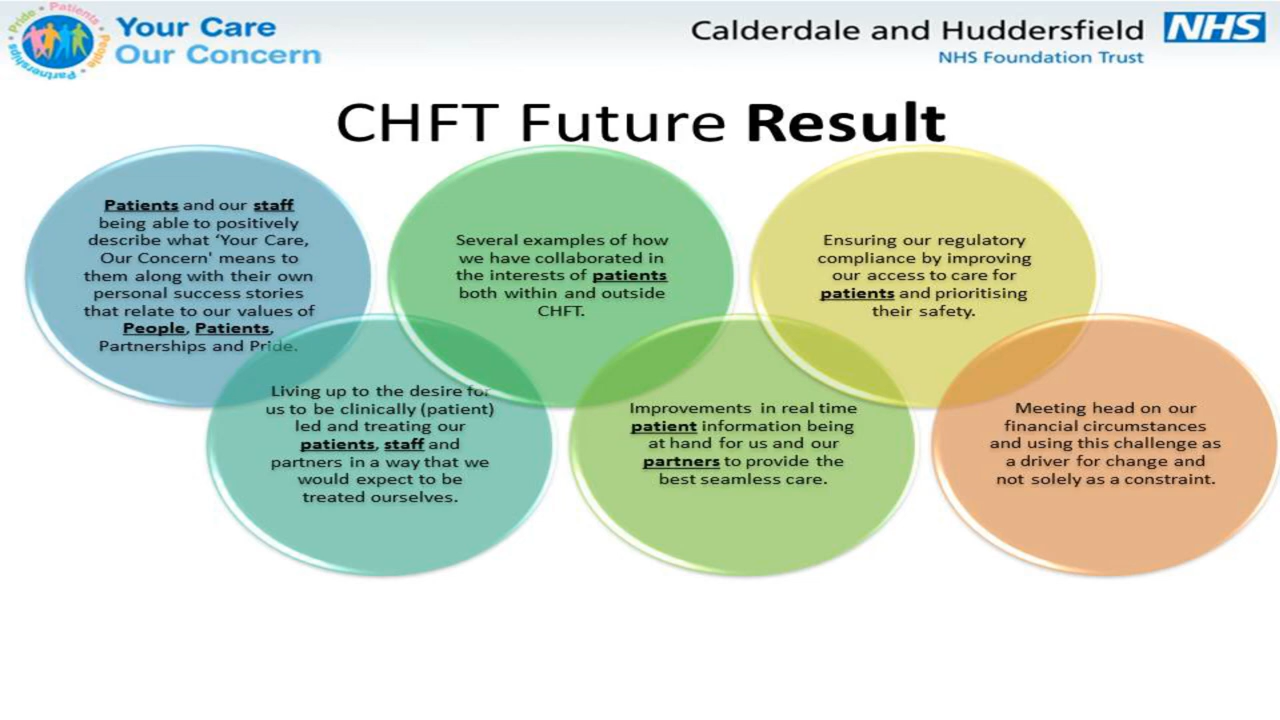 Pride • Patients • People • Partnerships •
Your Care
Our Concern
Calderdale and Huddersfield NHS
NHS Foundation Trust
CHFT Future Result
Patients and our staff
being able to positively
describe what ‘Your Care,
Our Concern' means to
them along with their own
personal success stories
that relate to our values of
People, Patients,
Partnerships and Pride.
Living up to the desire for
us to be clinically (patient)
led and treating our
patients, staff and
partners in a way that we
would expect to be
treated ourselves.
Several examples of how
we have collaborated in
the interests of patients
both within and outside
CHFT.
Improvements in real time
patient information being
at hand for us and our
partners to provide the
best seamless care.
Ensuring our regulatory
compliance by improving
our access to care for
patients and prioritising
their safety.
Meeting head on our
financial circumstances
and using this challenge as
a driver for change and
not solely as a constraint.